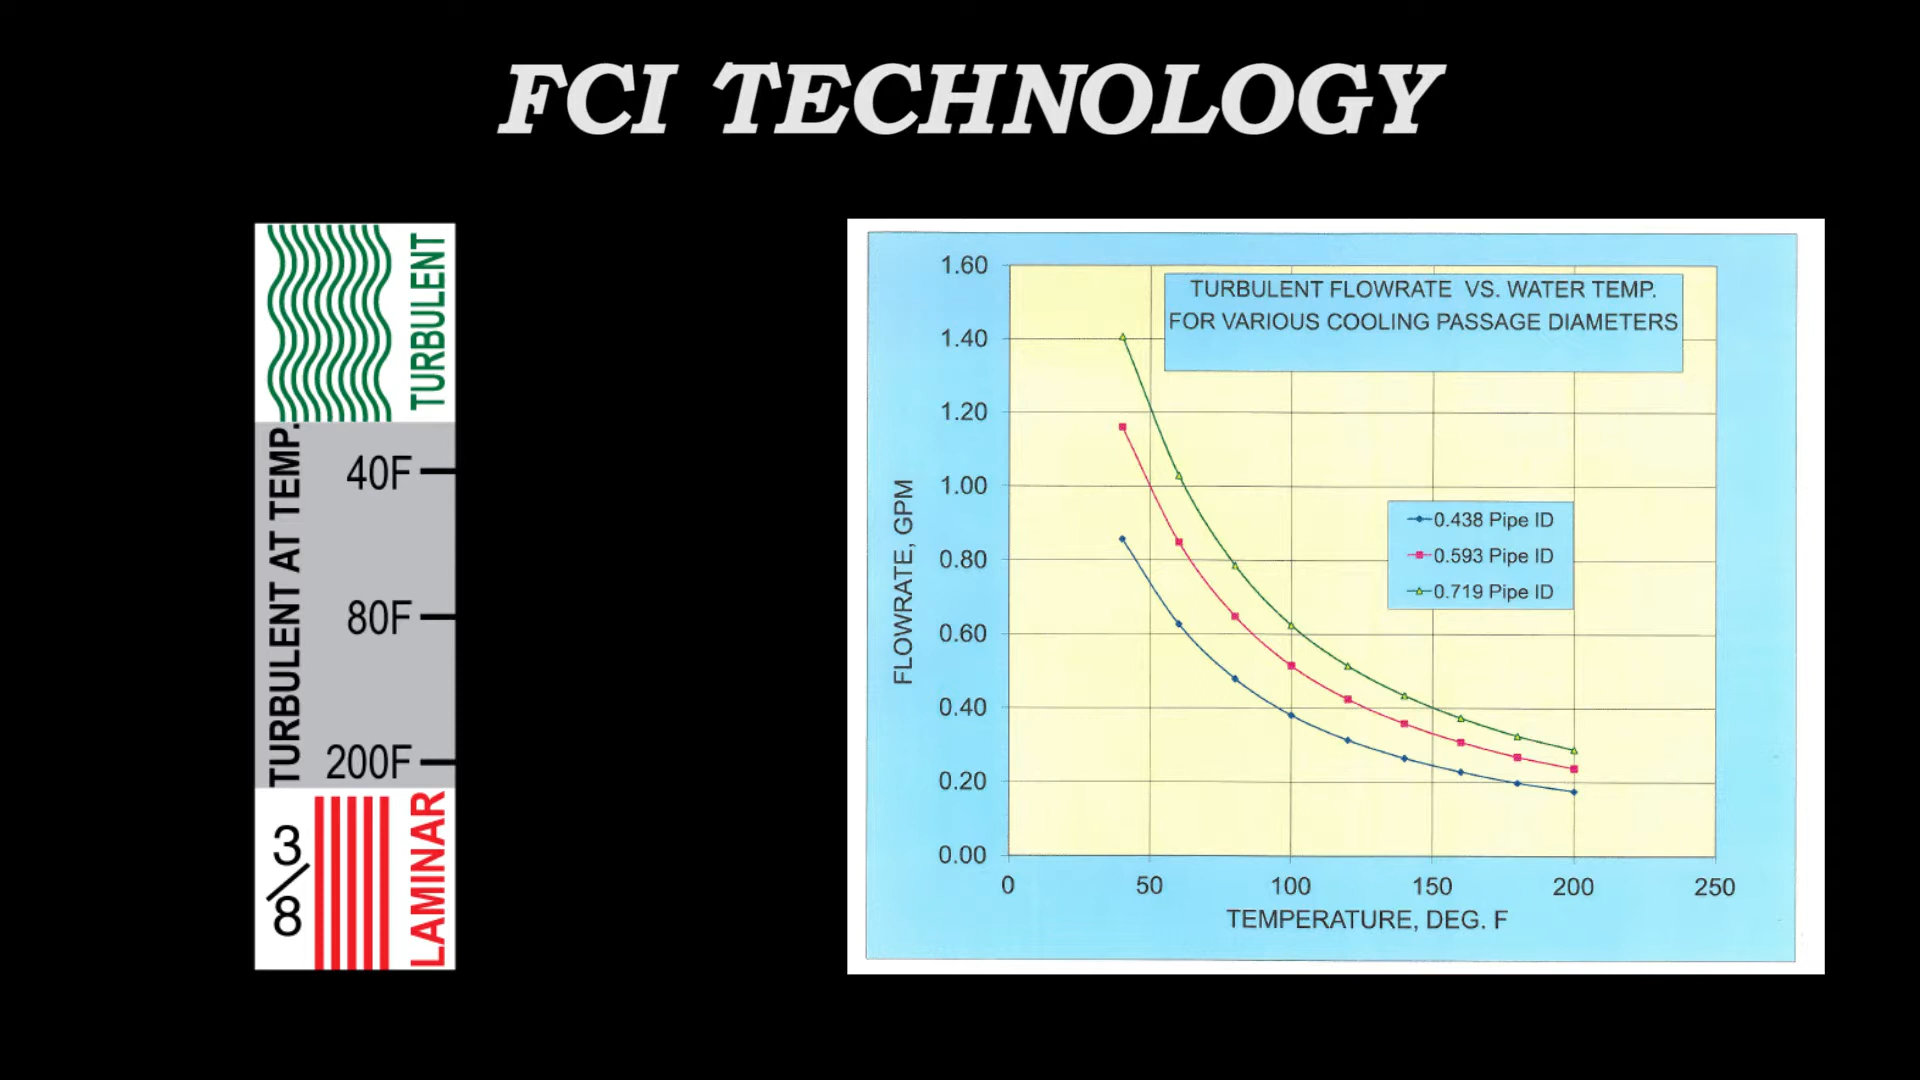 FCI TECHNOLOGY
TURBULENT
TURBULENT AT TEMP.
40F
80F
200F
3/8
LAMINAR
TURBULENT FLOWRATE VS. WATER TEMP.
FOR VARIOUS COOLING PASSAGE DIAMETERS
FLOWRATE, GPM
1.60
1.40
1.20
1.00
0.80
0.60
0.40
0.20
0.00
0.438 Pipe ID
0.593 Pipe ID
0.719 Pipe ID
0 50 100 150 200 250
TEMPERATURE, DEG. F